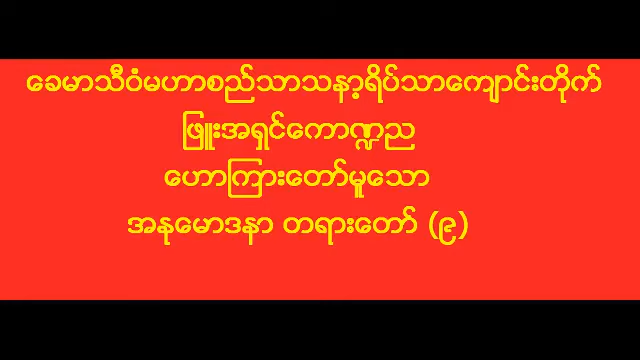 ခေမာသီဝံမဟာစည်သာသနာ့ရိပ်သာကျောင်းတိုက်
ဖြူးအရှင်ကောဏ္ဍည
ဟောကြားတော်မူသော
အနုမောဒနာ တရားတော် (၉)